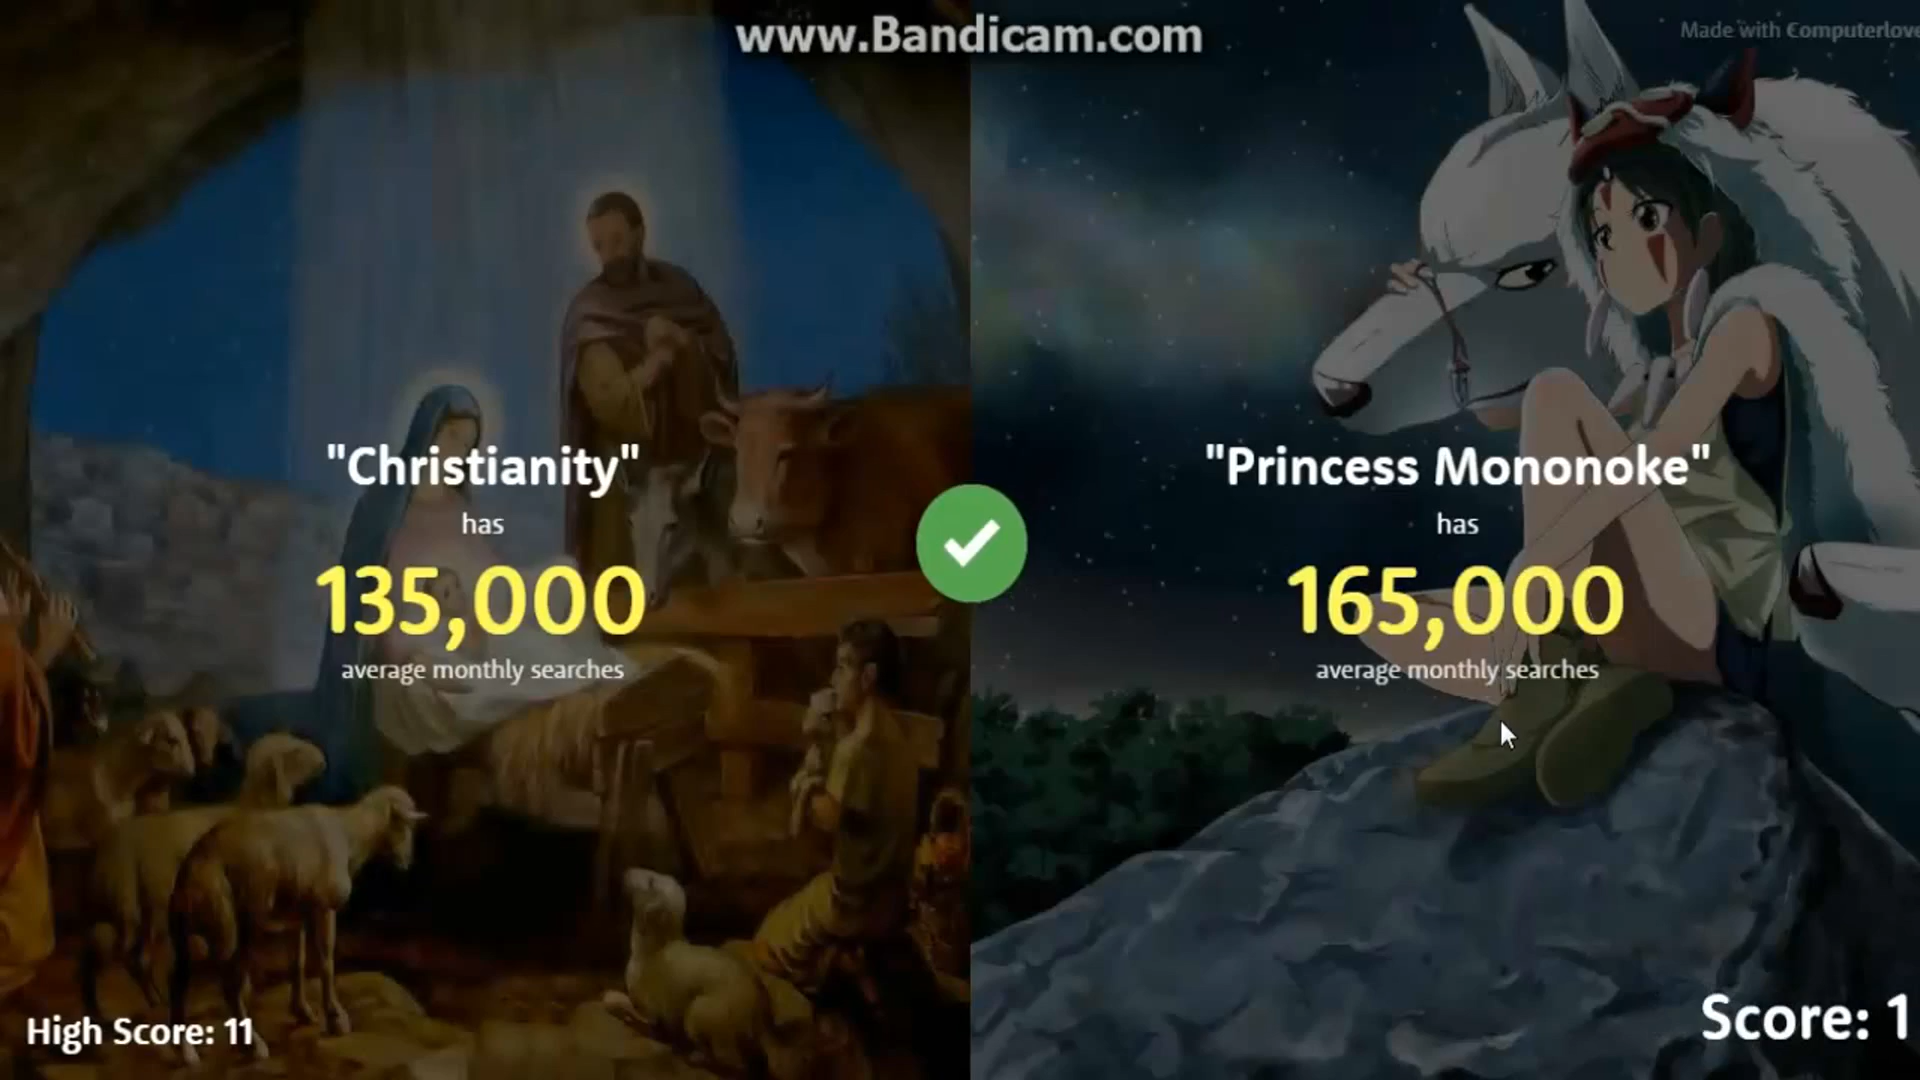 www.Bandicam.com
Made with Computerlove
"Christianity"
has
135,000
average monthly searches
"Princess Mononoke"
has
165,000
average monthly searches
High Score: 11
Score: 1